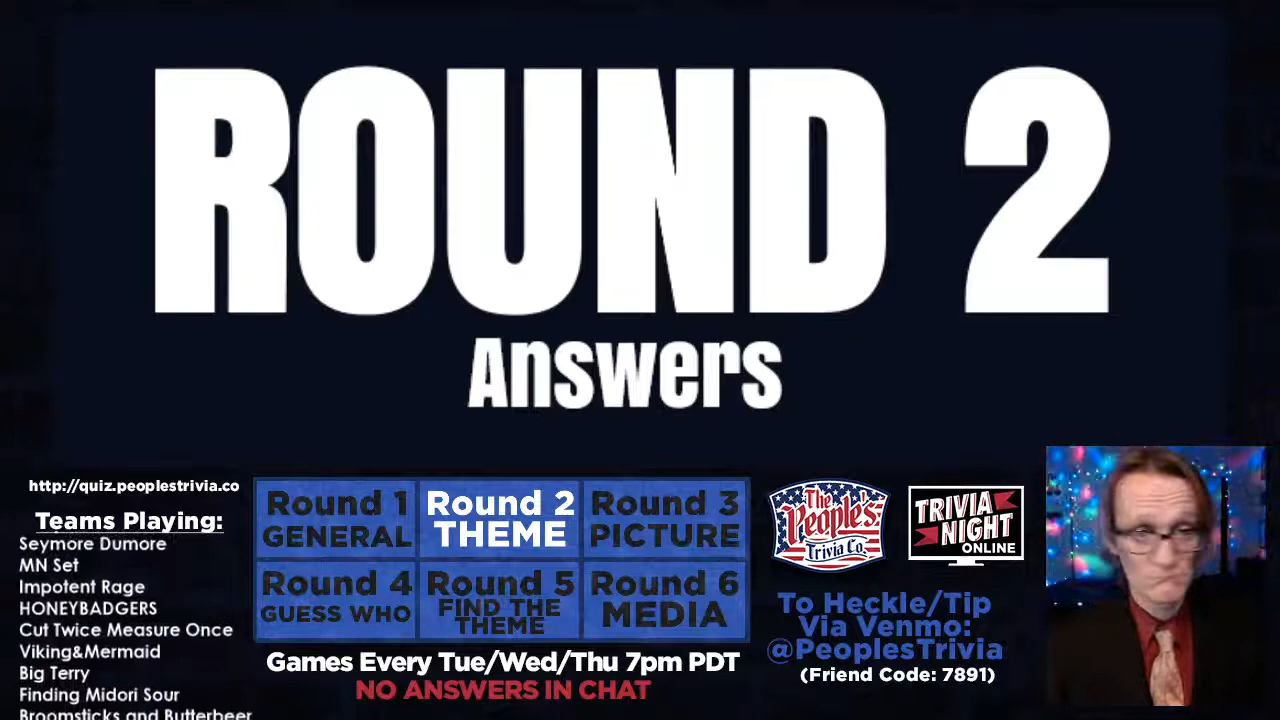 ROUND 2
Answers
http://quiz.peoplestrivia.co
Teams Playing:
Seymore Dumore
MN Set
Impotent Rage
HONEYBADGERS
Cut Twice Measure Once
Viking&Mermaid
Big Terry
Finding Midori Sour
Broomsticks and Butterbeer
Round 1
GENERAL
Round 2
THEME
Round 3
PICTURE
Round 4
GUESS WHO
Round 5
FIND THE
THEME
Round 6
MEDIA
Games Every Tue/Wed/Thu 7pm PDT
NO ANSWERS IN CHAT
The
People's
Trivia Co.
TRIVIA
NIGHT
ONLINE
To Heckle/Tip
Via Venmo:
@PeoplesTrivia
(Friend Code: 7891)